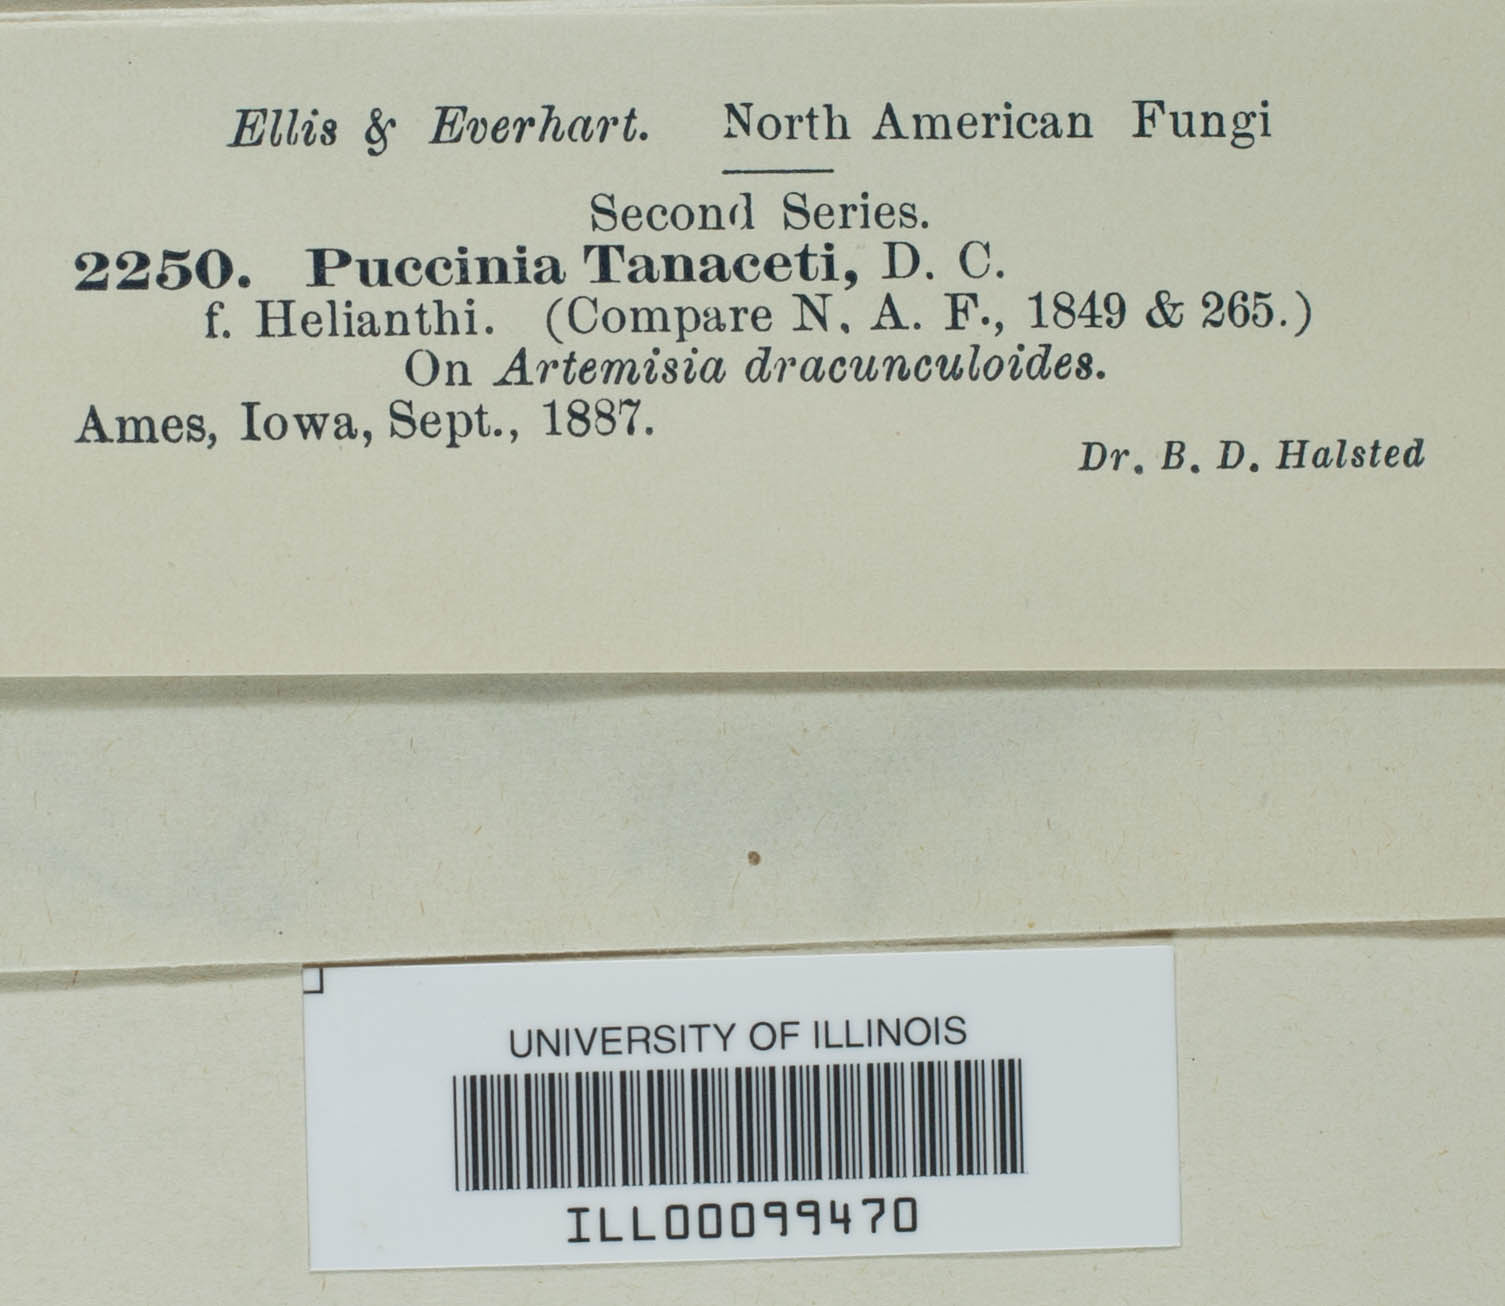 Ellis & Everhart. North American Fungi
Second Series.
2250. Puccinia Tanaceti, D. C.
f. Helianthi. (Compare N. A. F., 1849 & 265.)
On Artemisia dracunculoides.
Ames, Iowa, Sept., 1887.
Dr. B. D. Halsted
UNIVERSITY OF ILLINOIS
ILL00099470